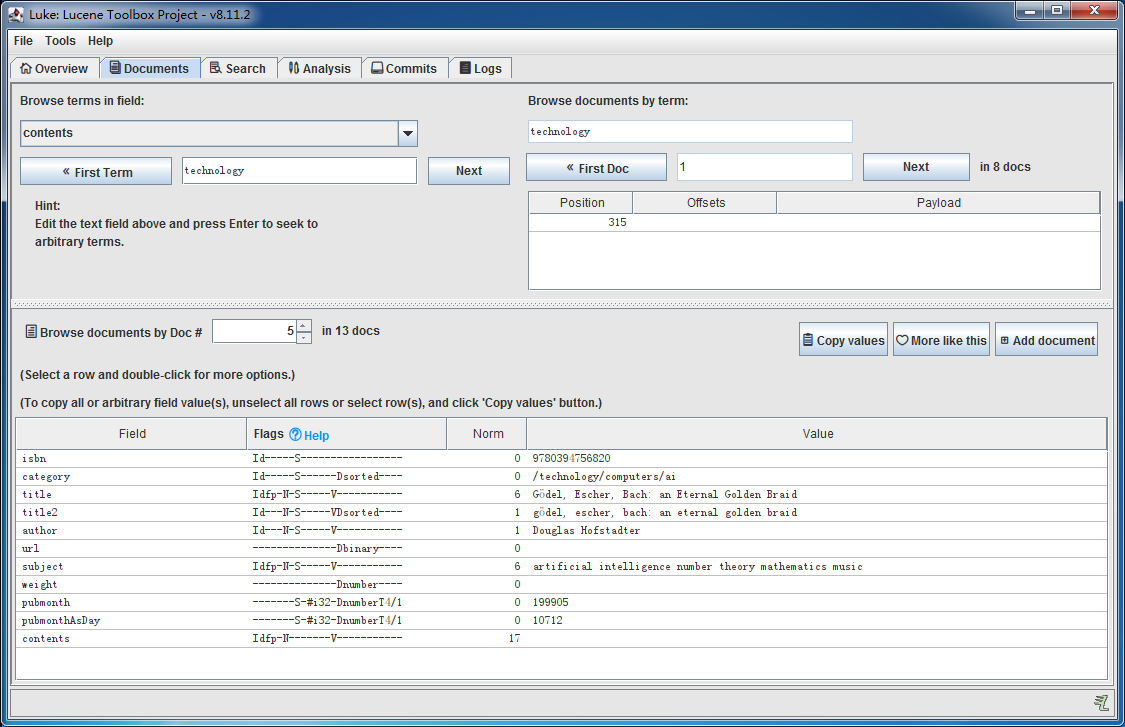 Luke: Lucene Toolbox Project - v8.11.2
File Tools Help
Overview Documents Search Analysis Commits Logs
Browse terms in field:
Browse documents by term:
contents
technology
« First Term technology Next
« First Doc 1 Next in 8 docs
Hint:
Edit the text field above and press Enter to seek to
arbitrary terms.
Position Offsets Payload
315
Browse documents by Doc # 5 in 13 docs
Copy values More like this Add document
(Select a row and double-click for more options.)
(To copy all or arbitrary field value(s), unselect all rows or select row(s), and click 'Copy values' button.)
Field Flags Help Norm Value
isbn Id-----S------------------ 0 9780394756820
category Id-----S------Dsorted---- 0 /technology/computers/ai
title Idfp-N-S-----V----------- 6 Gödel, Escher, Bach: an Eternal Golden Braid
title2 Id---N-S-----VDsorted---- 1 gödel, escher, bach: an eternal golden braid
author Id---N-S-----V----------- 1 Douglas Hofstadter
url --------------Dbinary---- 0
subject Idfp-N-S-----V----------- 6 artificial intelligence number theory mathematics music
weight --------------Dnumber---- 0
pubmonth -------S-#i32-DnumberT4/1 0 199905
pubmonthAsDay -------S-#i32-DnumberT4/1 0 10712
contents Idfp-N-------V----------- 17